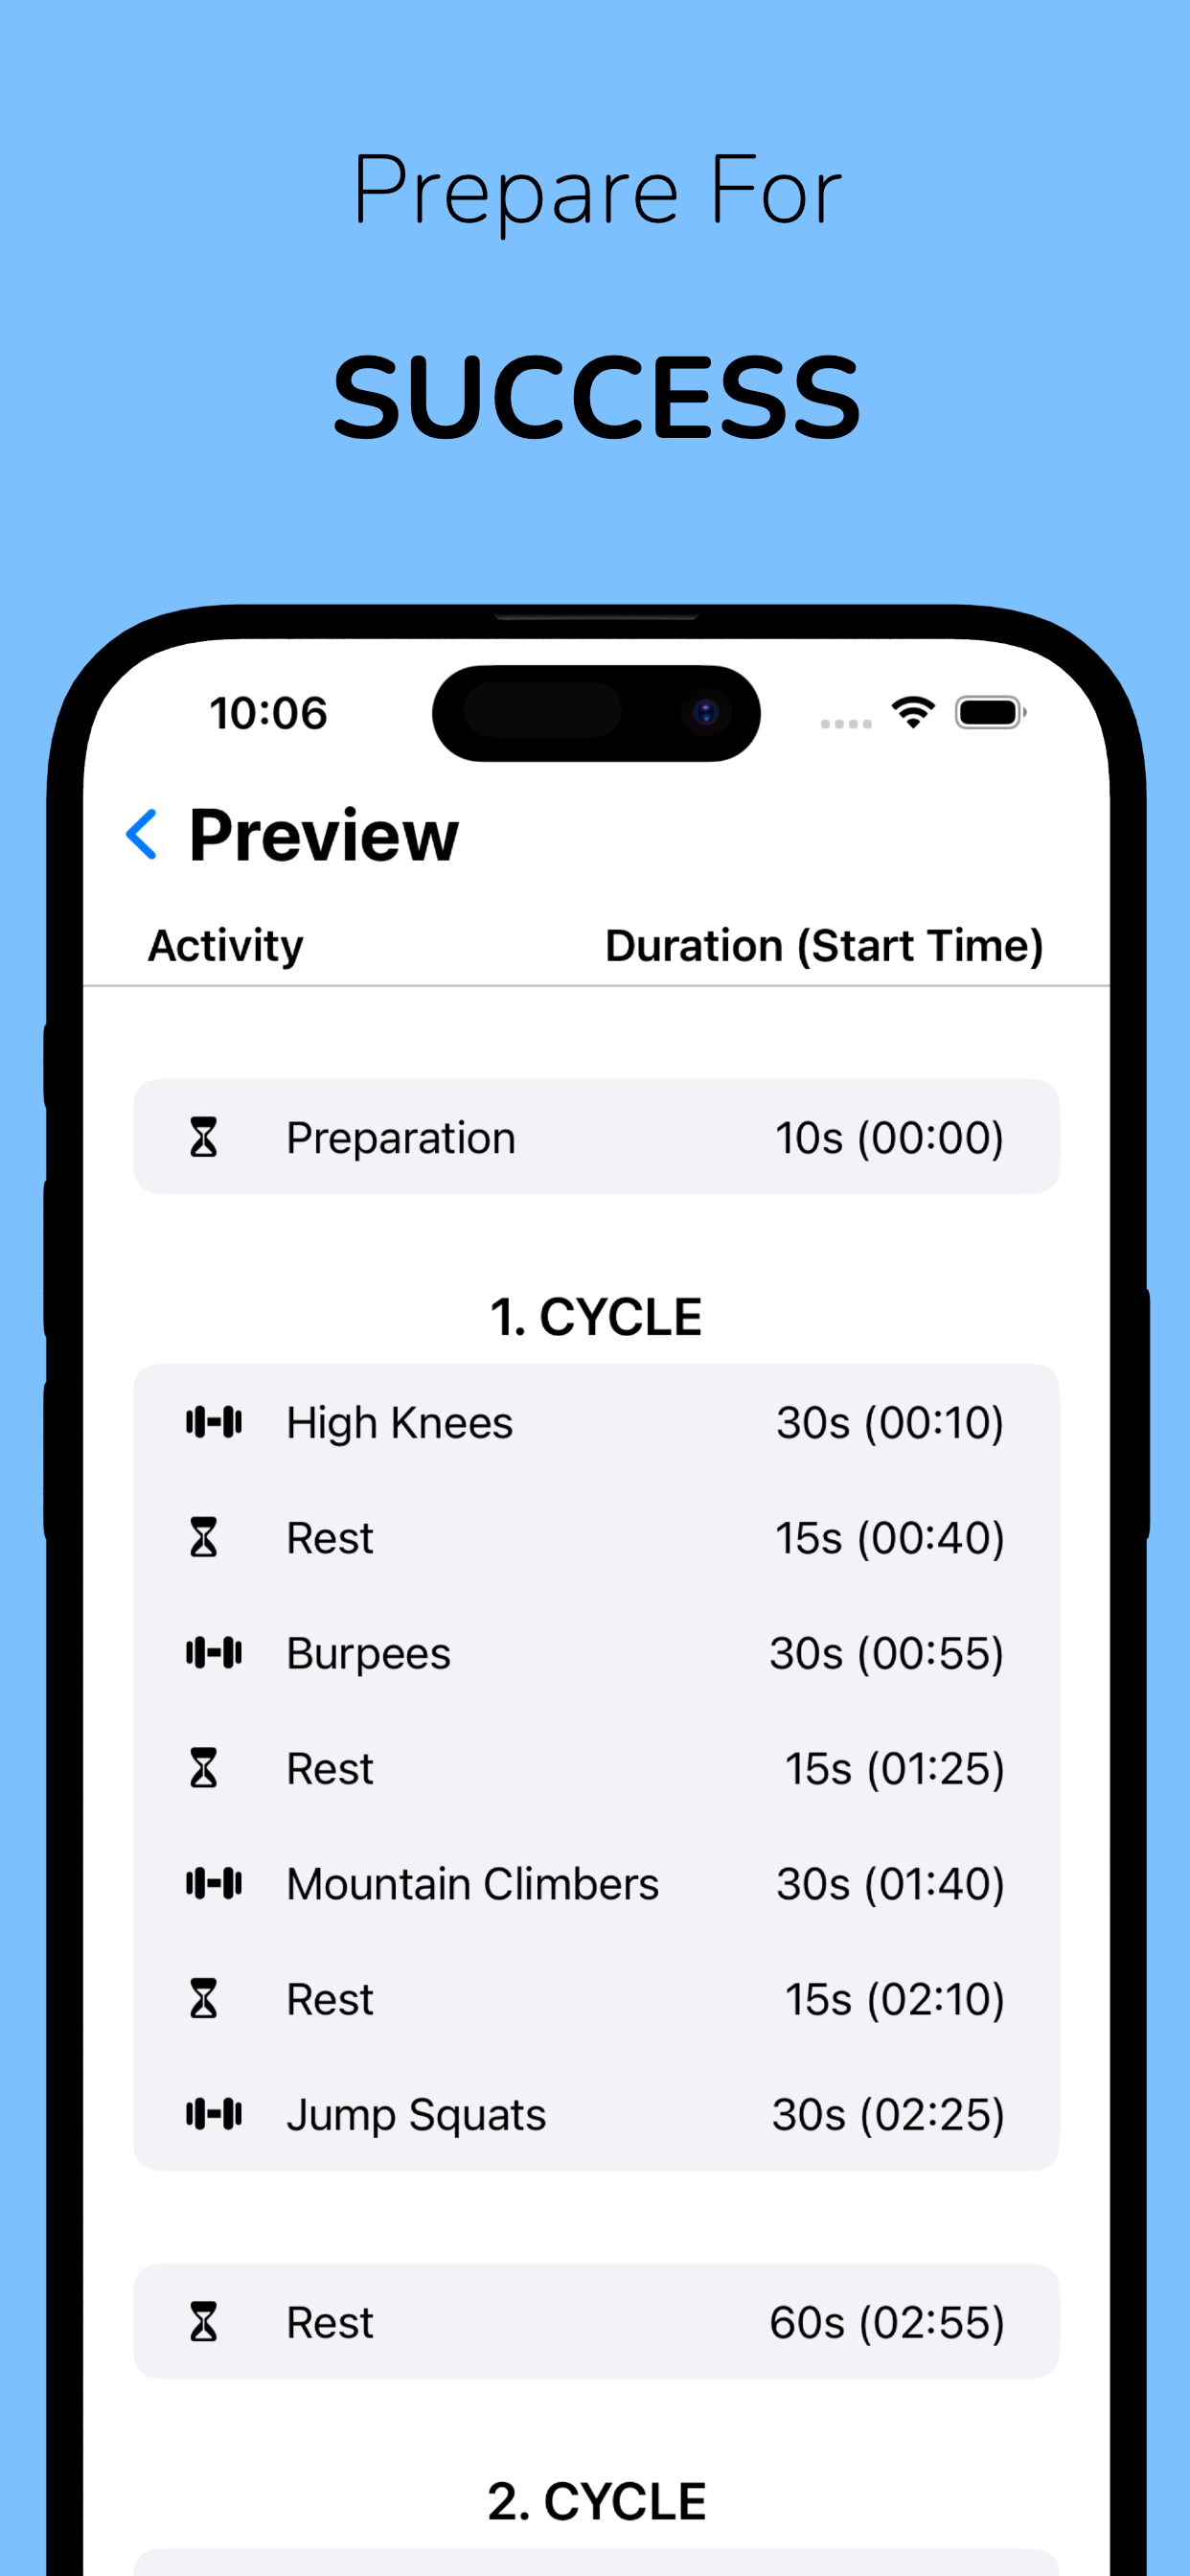 Prepare For
SUCCESS
10:06
Preview
Activity Duration (Start Time)
Preparation 10s (00:00)
1. CYCLE
High Knees 30s (00:10)
Rest 15s (00:40)
Burpees 30s (00:55)
Rest 15s (01:25)
Mountain Climbers 30s (01:40)
Rest 15s (02:10)
Jump Squats 30s (02:25)
Rest 60s (02:55)
2. CYCLE